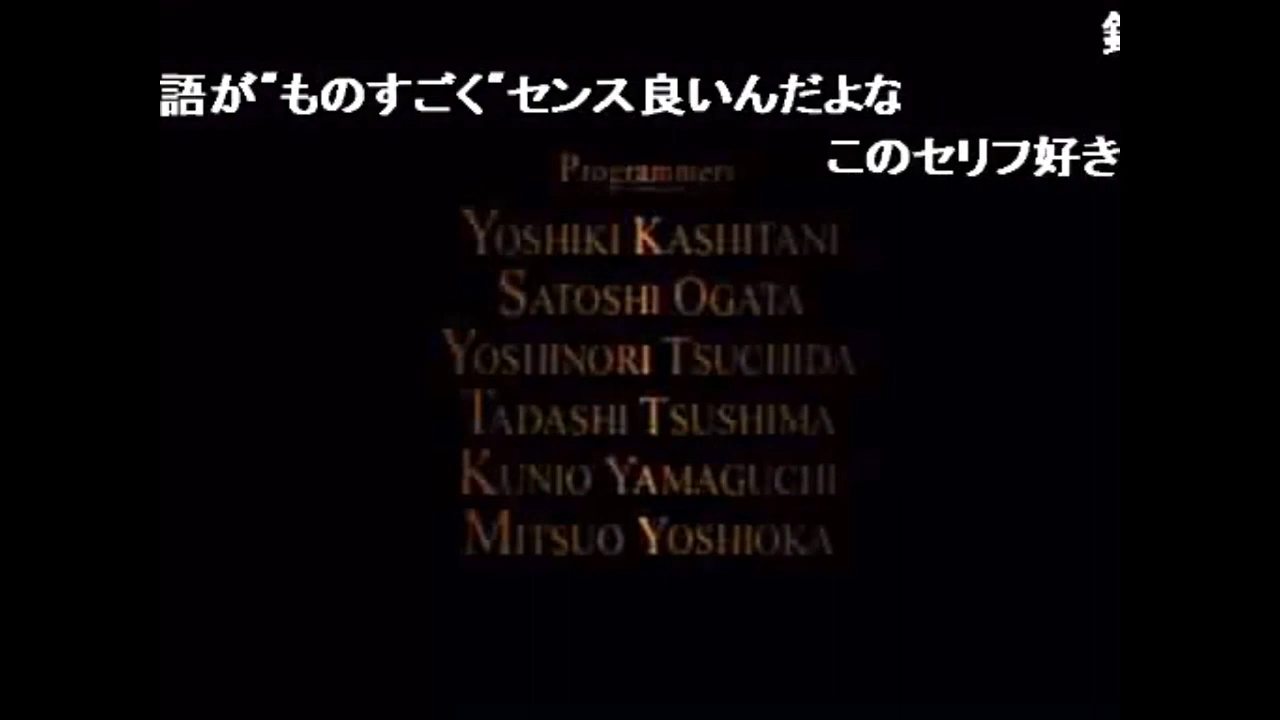 語が"ものすごく"センス良いんだよな
このセリフ好き
Programmers
YOSHIKI KASHITANI
SATOSHI OGATA
YOSHINORI TSUCHIDA
TADASHI TSUSHIMA
KUNIO YAMAGUCHI
MITSUO YOSHIOKA